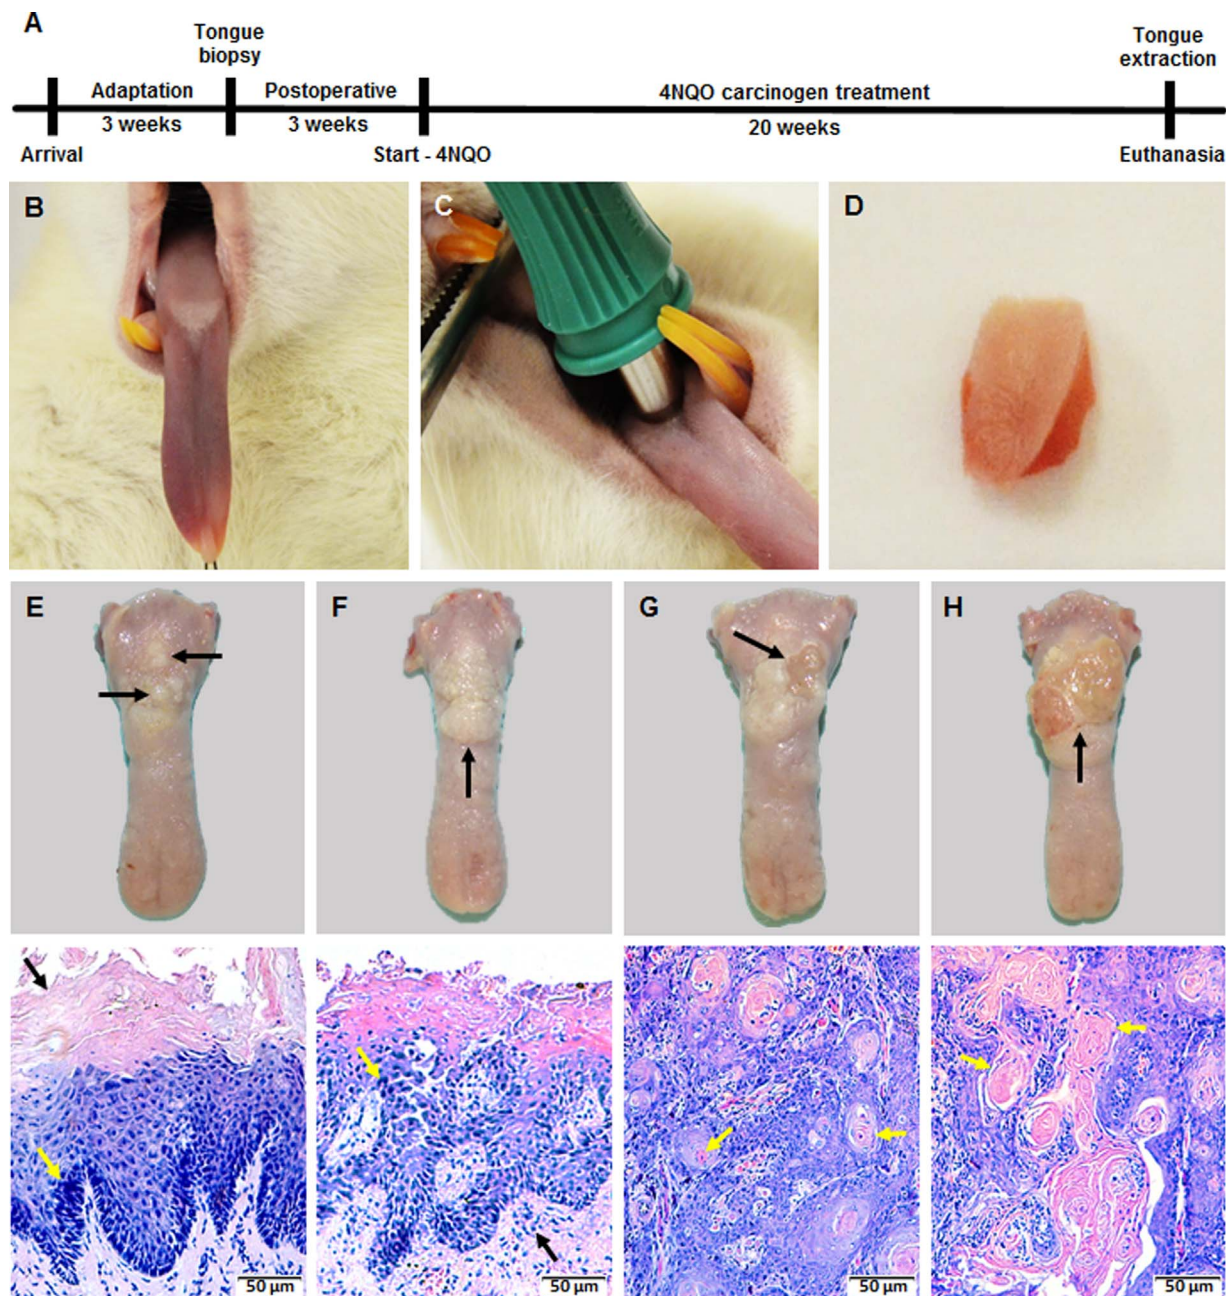 A
Tongue
biopsy
Tongue
extraction
Adaptation
Postoperative
4NQO carcinogen treatment
3 weeks
3 weeks
20 weeks
Arrival
Start - 4NQO
Euthanasia
B
C
D
E
F
G
H
50 µm
50 µm
50 µm
50 µm